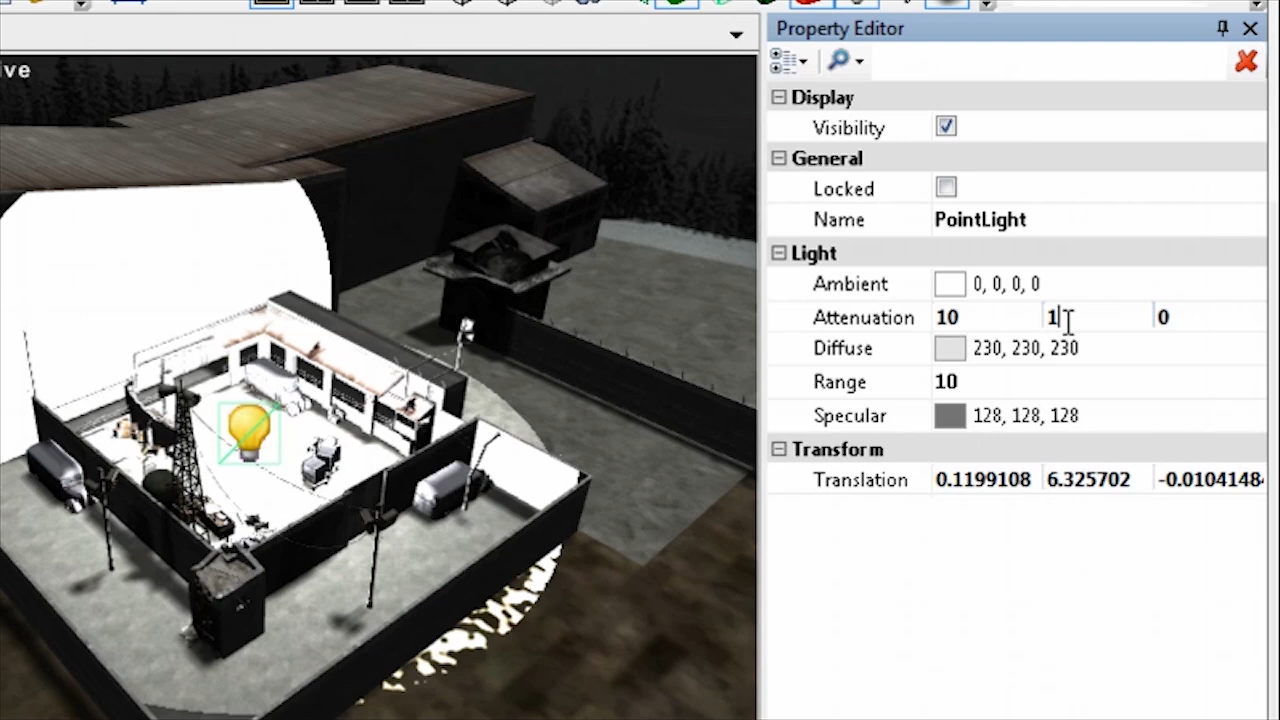 ive
Property Editor
Display
Visibility
General
Locked
Name PointLight
Light
Ambient 0, 0, 0, 0
Attenuation 10 1 0
Diffuse 230, 230, 230
Range 10
Specular 128, 128, 128
Transform
Translation 0.1199108 6.325702 -0.0104148